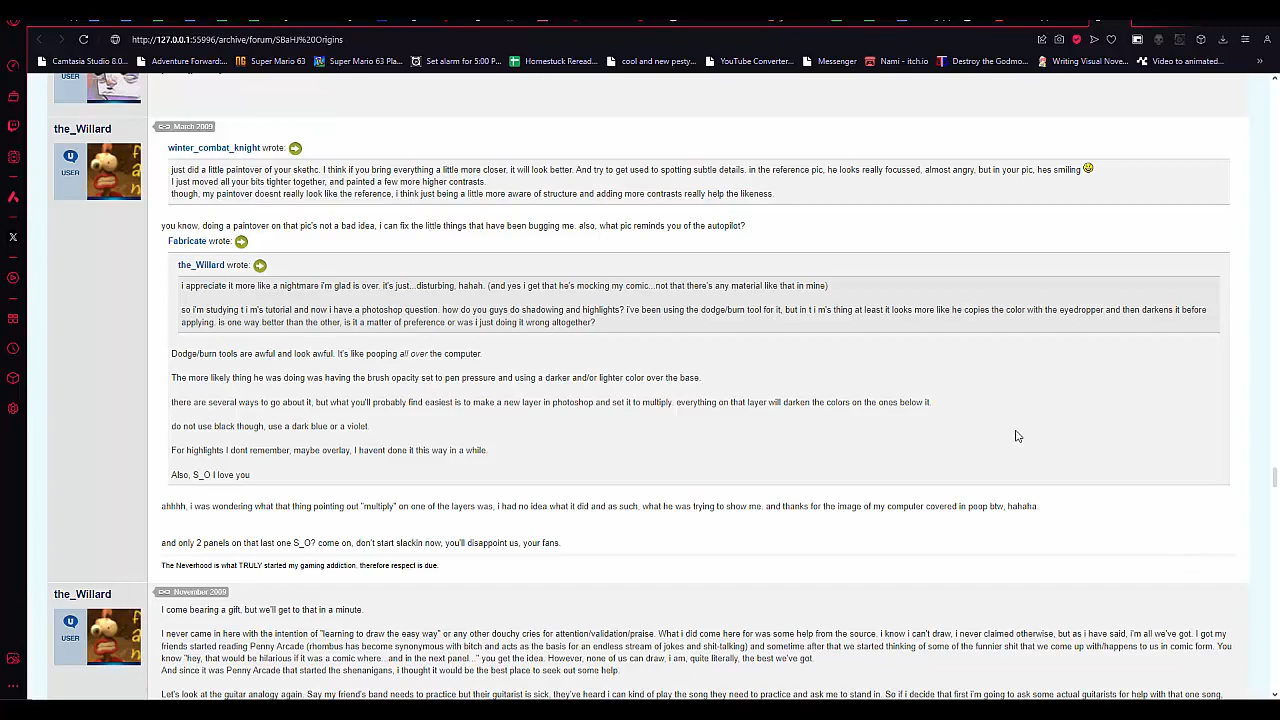 http://127.0.0.1:55996/archive/forum/SBaHJ%20Origins
Camtasia Studio 8.0... Adventure Forward:... Super Mario 63 Super Mario 63 Pla... Set alarm for 5:00 P... Homestuck Reread... cool and new pesty... YouTube Converter... Messenger Nami - itch.io Destroy the Godmo... Writing Visual Nove... Video to animated... »
USER
the_Willard
March 2009
USER
winter_combat_knight wrote:
just did a little paintover of your skethc. I think if you bring everything a little more closer, it will look better. And try to get used to spotting subtle details. in the reference pic, he looks really focussed, almost angry, but in your pic, hes smiling
I just moved all your bits tighter together, and painted a few more higher contrasts.
Though, my paintover doesnt really look like the reference, i think just being a little more aware of structure and adding more contrasts really help the likeness.
you know, doing a paintover on that pic's not a bad idea, i can fix the little things that have been bugging me. also, what pic reminds you of the autopilot?
Fabricate wrote:
the_Willard wrote:
i appreciate it more like a nightmare i'm glad is over. it's just...disturbing, hahah. (and yes i get that he's mocking my comic...not that there's any material like that in mine)
so i'm studying t i m's tutorial and now i have a photoshop question. how do you guys do shadowing and highlights? i've been using the dodge/burn tool for it, but in t i m's thing at least it looks more like he copies the color with the eyedropper and then darkens it before
applying. is one way better than the other, is it a matter of preference or was i just doing it wrong altogether?
Dodge/burn tools are awful and look awful. It's like pooping all over the computer.
The more likely thing he was doing was having the brush opacity set to pen pressure and using a darker and/or lighter color over the base.
there are several ways to go about it, but what you'll probably find easiest is to make a new layer in photoshop and set it to multiply. everything on that layer will darken the colors on the ones below it.
do not use black though, use a dark blue or a violet.
For highlights I dont remember, maybe overlay, I havent done it this way in a while.
Also, S_O I love you
ahhhh, i was wondering what that thing pointing out "multiply" on one of the layers was, i had no idea what it did and as such, what he was trying to show me. and thanks for the image of my computer covered in poop btw, hahaha.
and only 2 panels on that last one S_O? come on, don't start slackin now, you'll disappoint us, your fans.
The Neverhood is what TRULY started my gaming addiction, therefore respect is due.
the_Willard
November 2009
USER
I come bearing a gift, but we'll get to that in a minute.
I never came in here with the intention of "learning to draw the easy way" or any other douchy cries for attention/validation/praise. What i did come here for was some help from the source. i know i can't draw, i never claimed otherwise, but as i have said, i'm all we've got. I got my
friends started reading Penny Arcade (rhombus has become synonymous with bitch and acts as the basis for an endless stream of jokes and shit-talking) and sometime after that we started thinking of some of the funnier shit that we come up with/happens to us in comic form. You
know "hey, that would be hilarious if it was a comic where...and in the next panel..." you get the idea. However, none of us can draw, i am, quite literally, the best we've got.
And since it was Penny Arcade that started the shenanigans, i thought it would be the best place to seek out some help.
Let's look at the guitar analogy again. Say my friend's band needs to practice but their guitarist is sick, they've heard i can kind of play the song they need to practice and ask me to stand in. So if i decide that first i'm going to ask some actual guitarists for help with that one song,